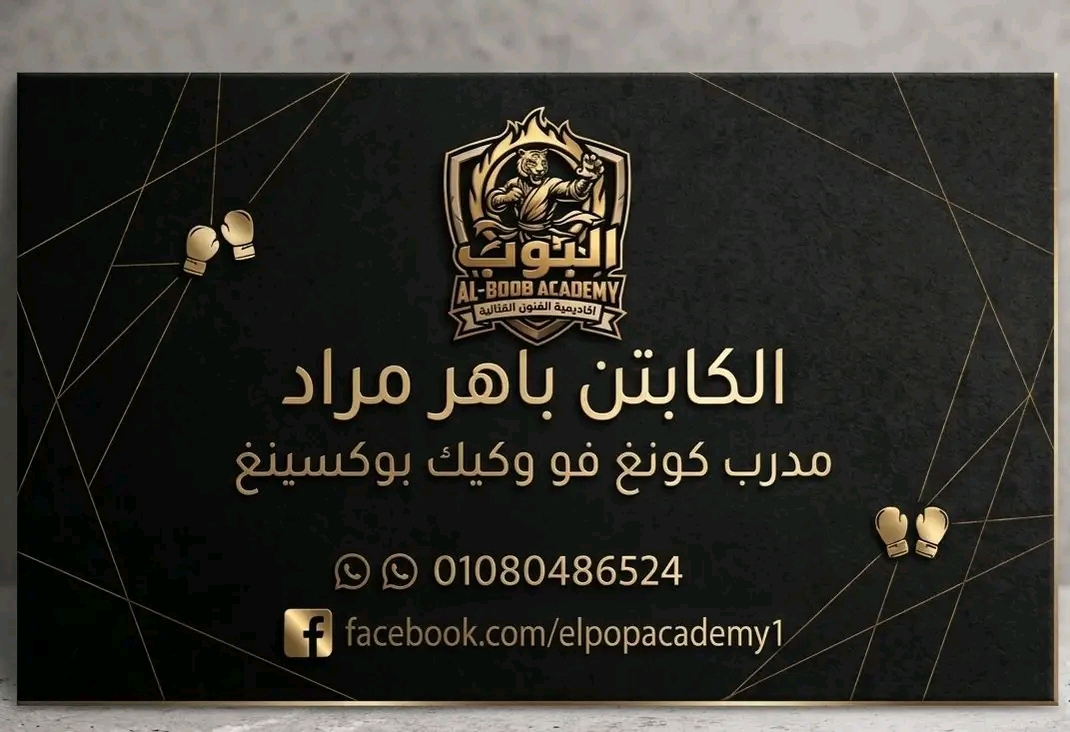 البوب
AL-BOOB ACADEMY
اكاديمية الفنون القتالية
الكابتن باهر مراد
مدرب كونغ فو وكيك بوكسينغ
01080486524
facebook.com/elpopacademy1